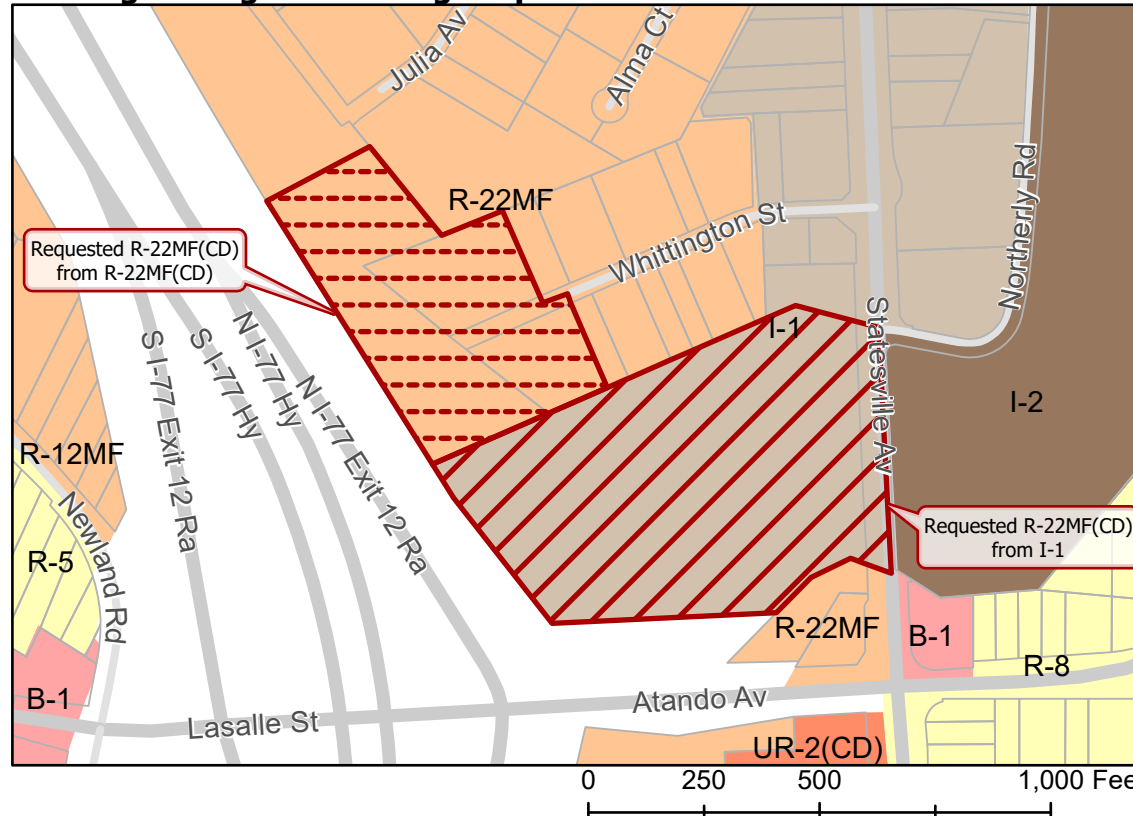 Julia Av
Alma Ct
R-22MF
Requested R-22MF(CD)
from R-22MF(CD)
Whittington St
Northerly Rd
I-1
Statesville Av
S I-77 Exit 12 Ra
S I-77 Hy
N I-77 Hy
N I-77 Exit 12 Ra
I-2
R-12MF
Newland Rd
R-5
Requested R-22MF(CD)
from I-1
R-22MF
B-1
R-8
B-1
Lasalle St
Atando Av
UR-2(CD)
0 250 500 1,000 Fee